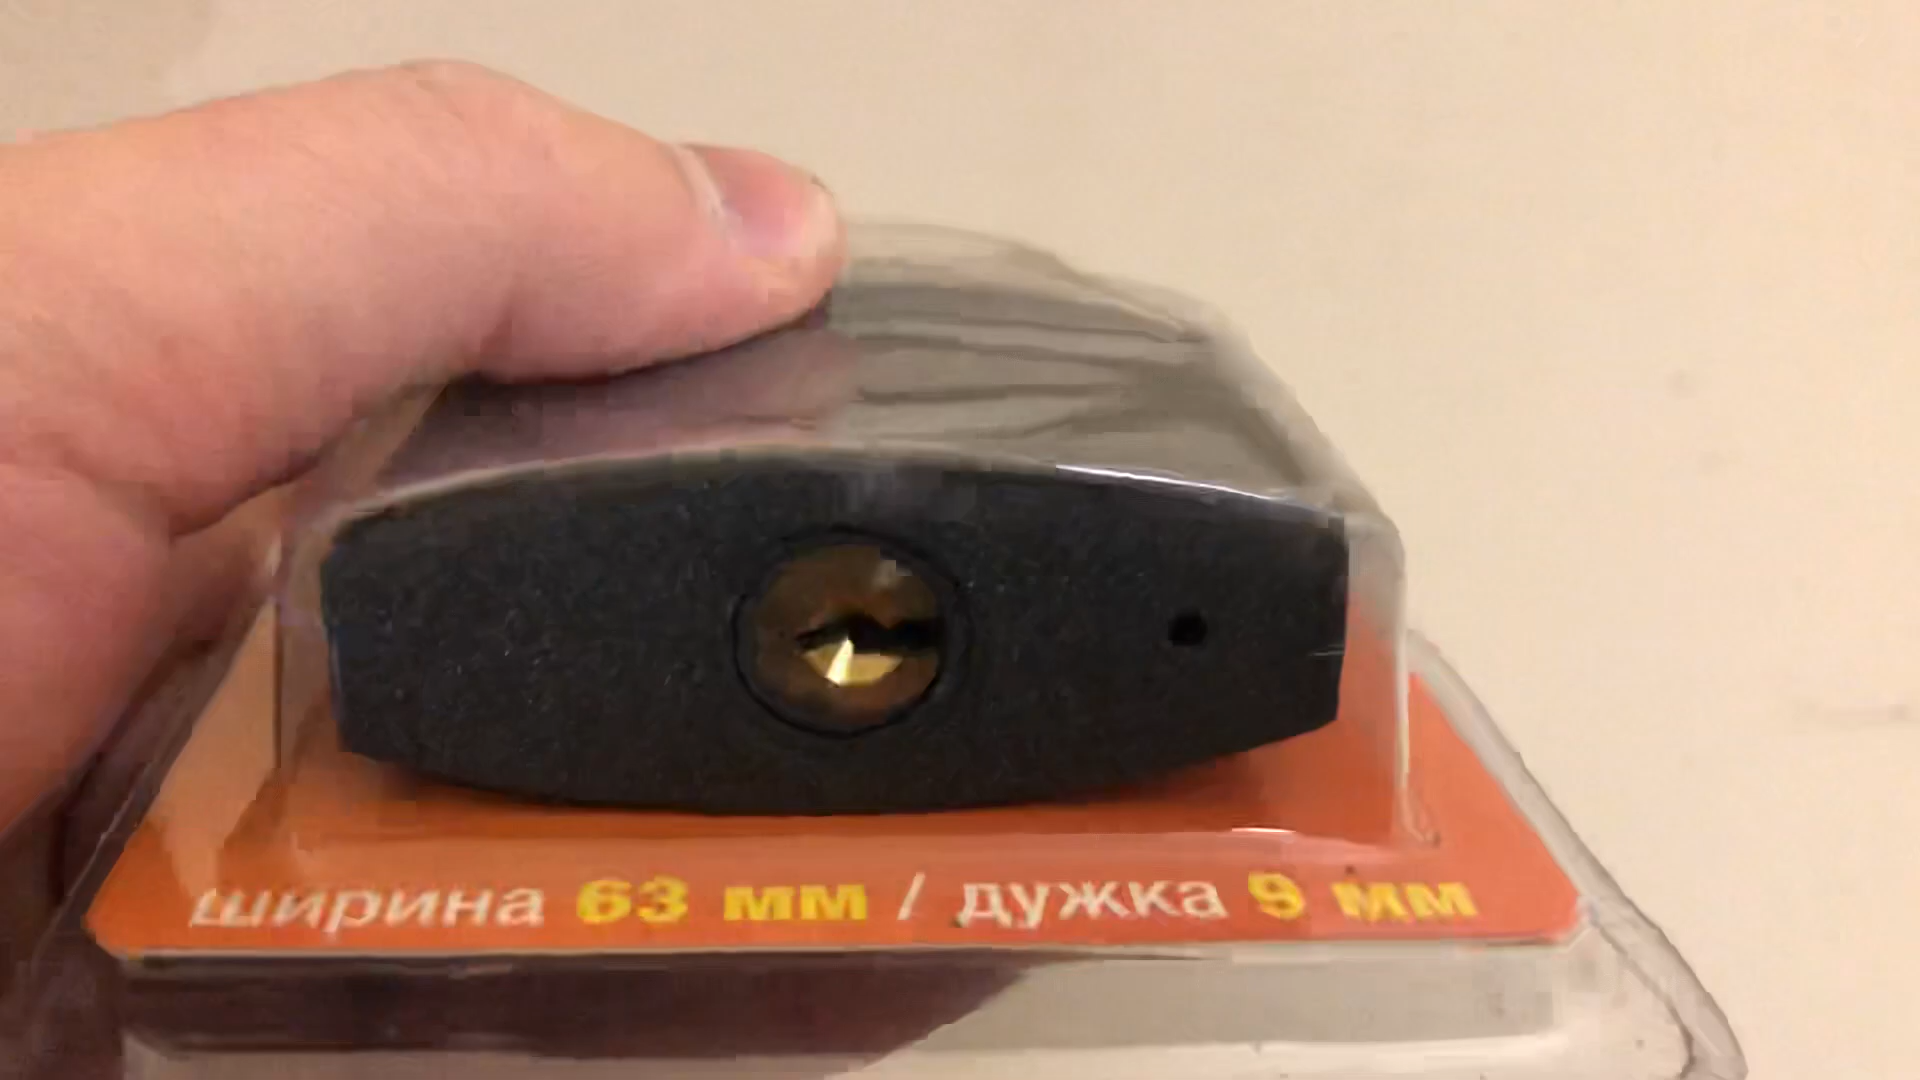 ширина 63 мм / дужка 9 мм